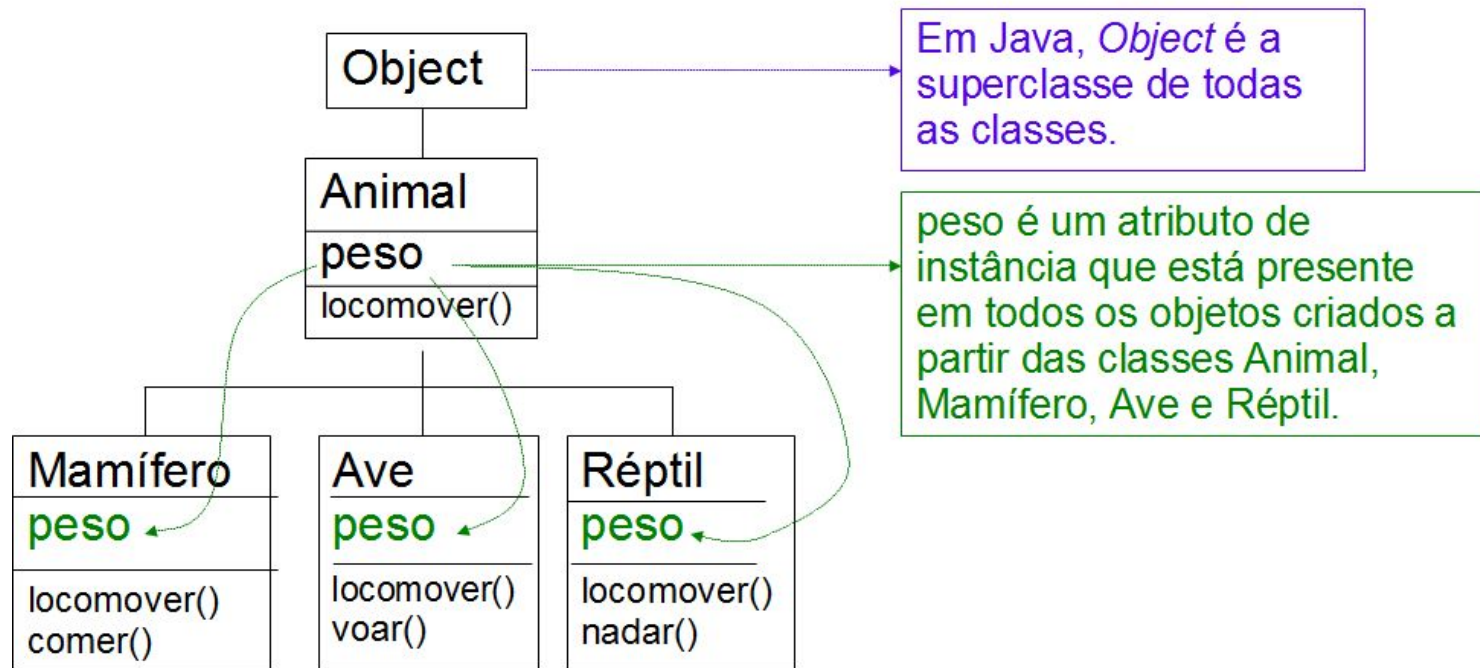 Object
Em Java, Object é a
superclasse de todas
as classes.
Animal
peso
locomover()
peso é um atributo de
instância que está presente
em todos os objetos criados a
partir das classes Animal,
Mamífero, Ave e Réptil.
Mamífero
peso
locomover()
comer()
Ave
peso
locomover()
voar()
Réptil
peso
locomover()
nadar()